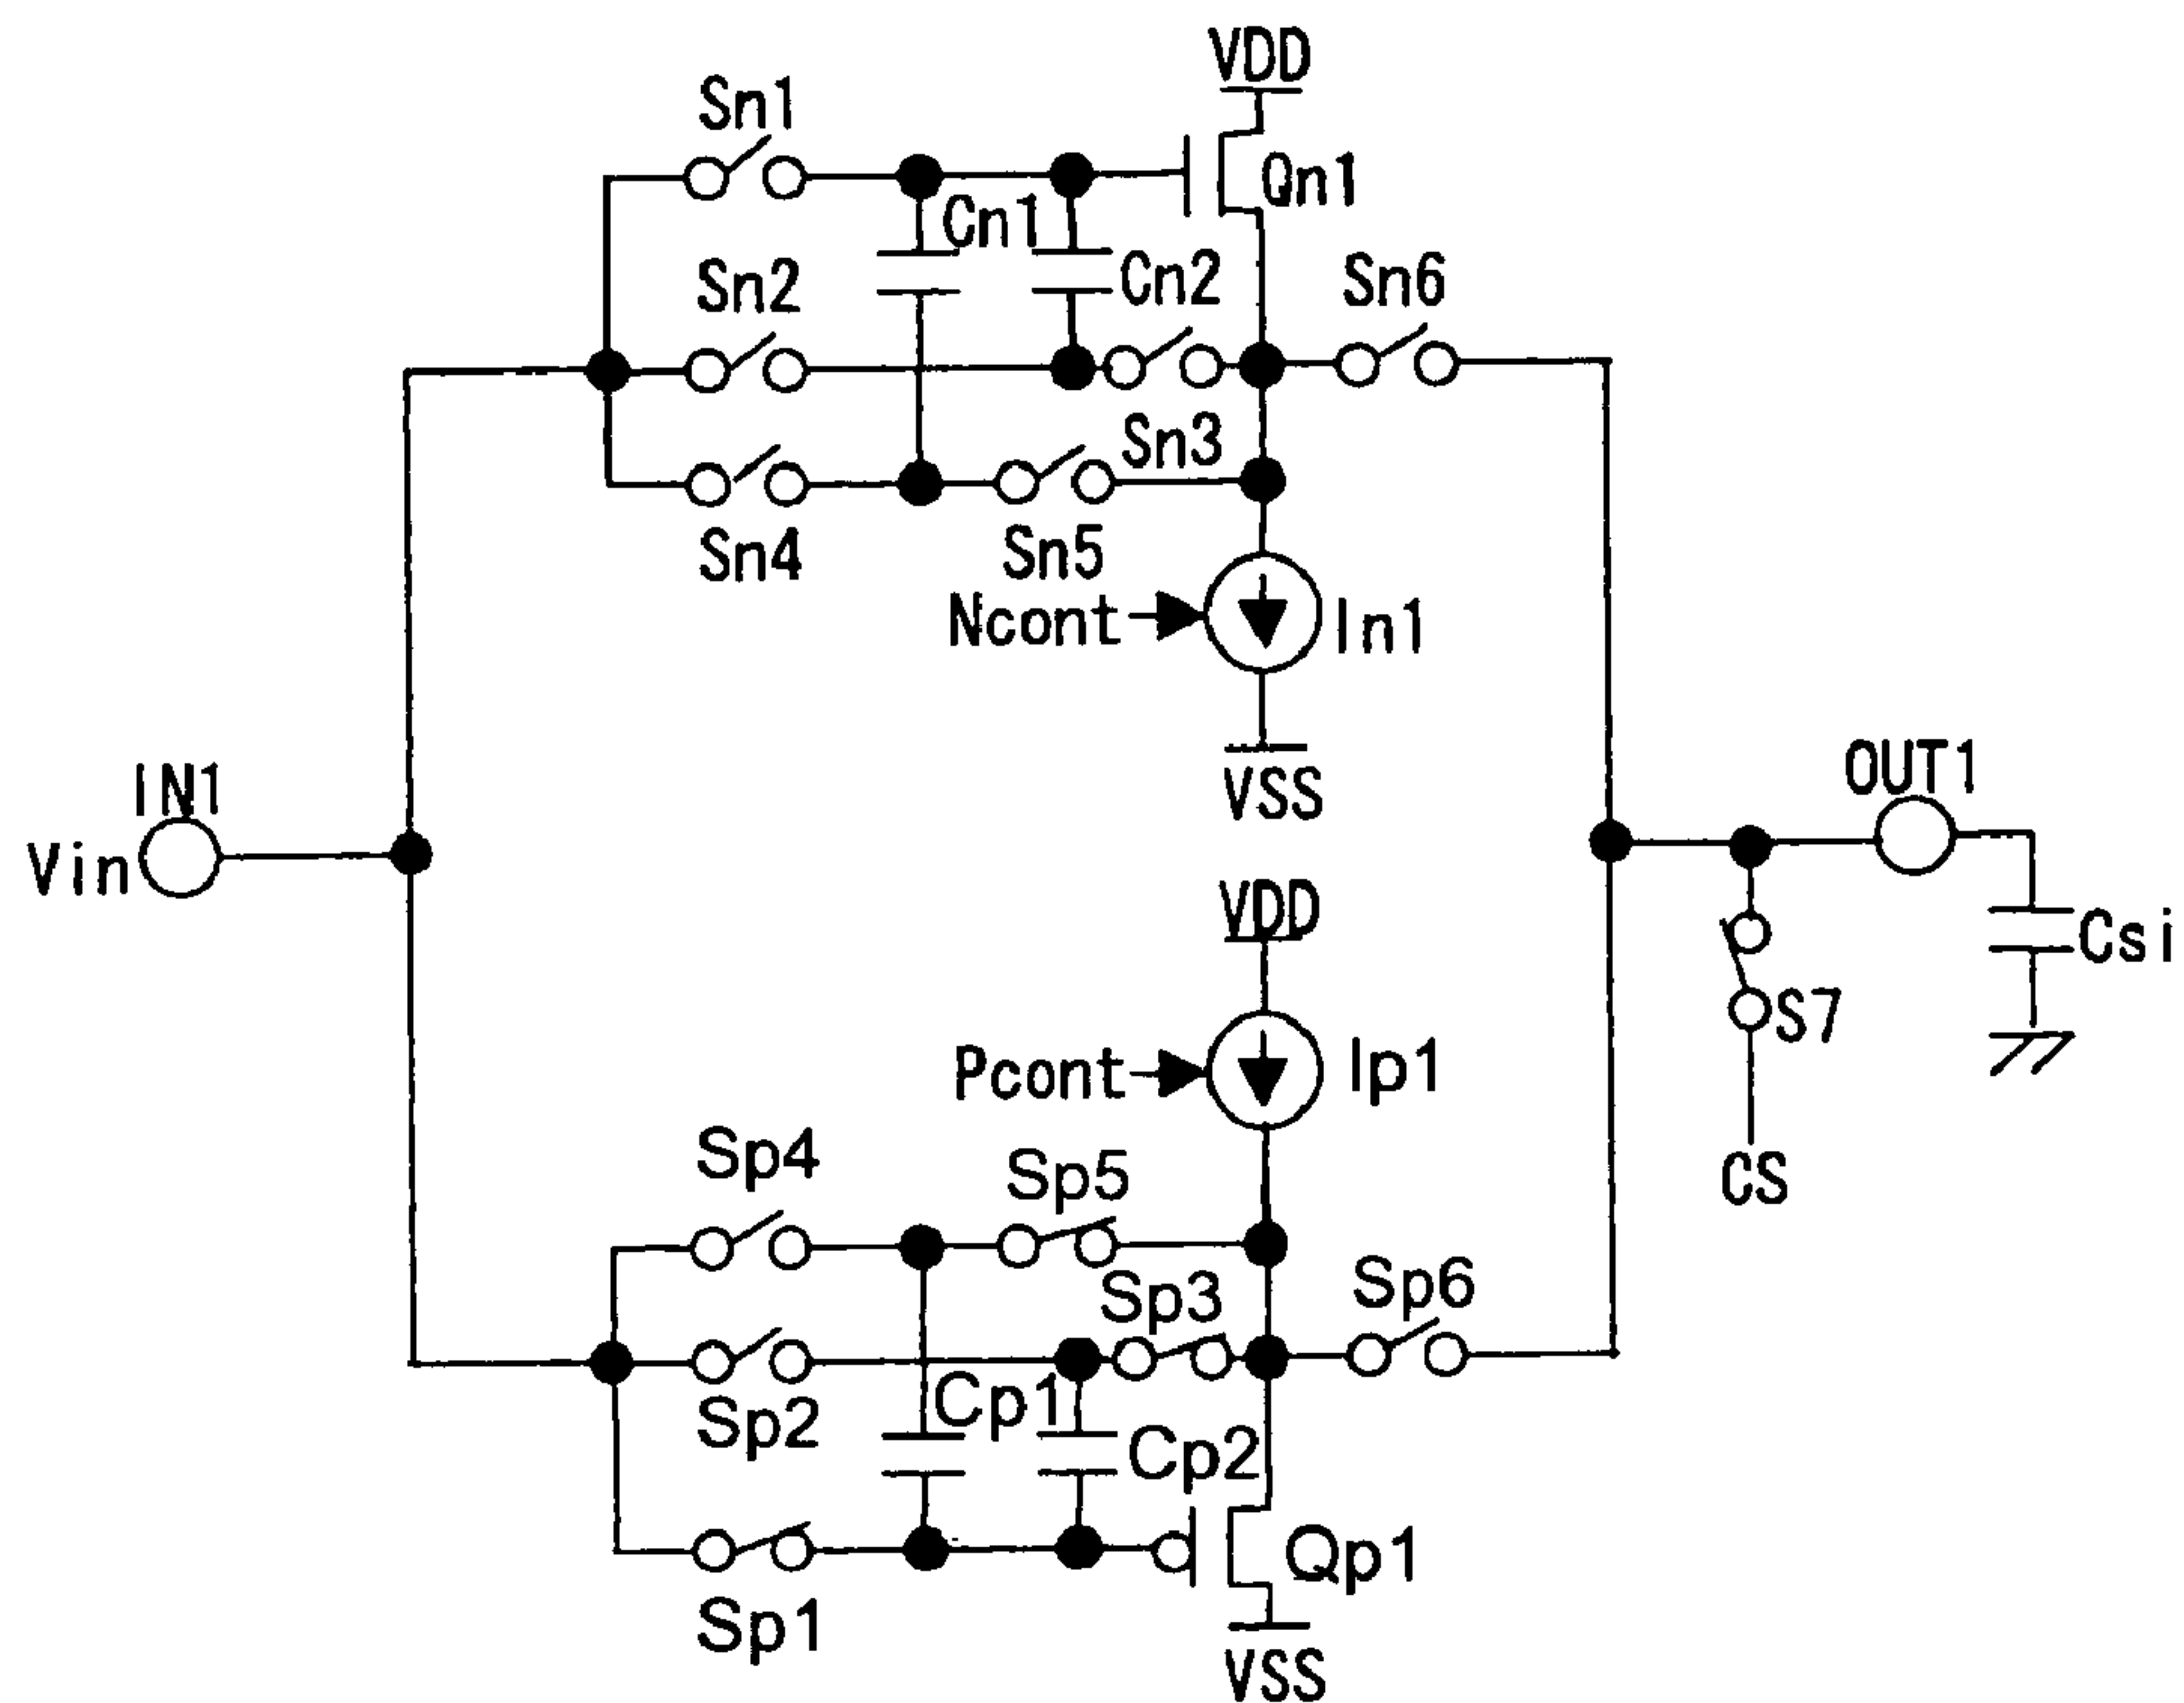 VDD
Sn1
Qn1
Cn1
Sn2
Cn2
Sn6
Sn3
Sn4
Sn5
Ncont
In1
VSS
IN1
OUT1
Vin
VDD
Csi
S7
Pcont
Ip1
Sp4
Sp5
CS
Sp3
Sp6
Sp2
Cp1
Cp2
Qp1
Sp1
VSS